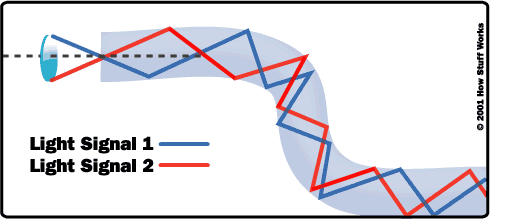 Light Signal 1
Light Signal 2
© 2001 How Stuff Works